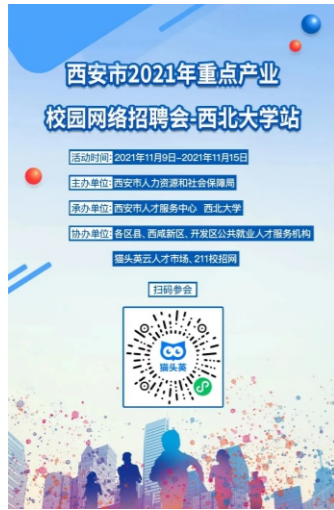 西安市2021年重点产业
校园网络招聘会-西北大学站
活动时间: 2021年11月9日-2021年11月15日
主办单位: 西安市人力资源和社会保障局
承办单位: 西安市人才服务中心 西北大学
协办单位: 各区县、西咸新区、开发区公共就业人才服务机构
猫头英云人才市场、211校招网
扫码参会
猫头英